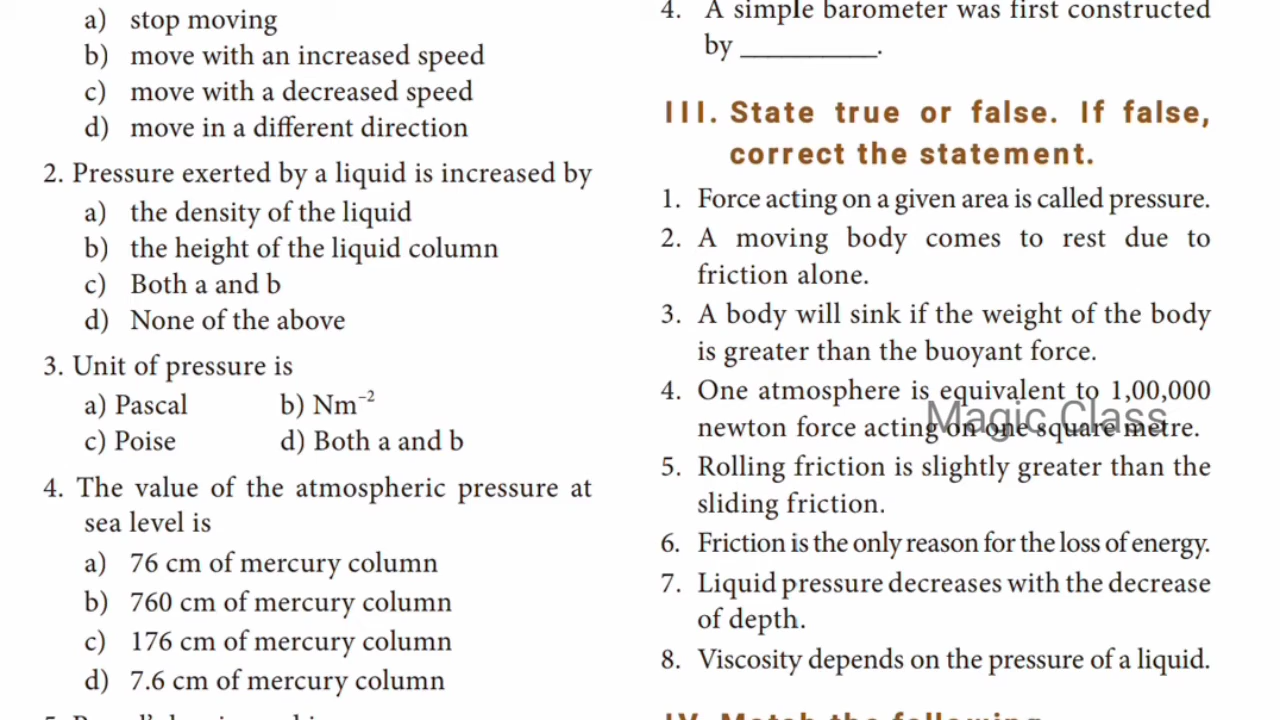 a) stop moving
b) move with an increased speed
c) move with a decreased speed
d) move in a different direction
2. Pressure exerted by a liquid is increased by
a) the density of the liquid
b) the height of the liquid column
c) Both a and b
d) None of the above
3. Unit of pressure is
a) Pascal b) Nm⁻²
c) Poise d) Both a and b
4. The value of the atmospheric pressure at
sea level is
a) 76 cm of mercury column
b) 760 cm of mercury column
c) 176 cm of mercury column
d) 7.6 cm of mercury column
4. A simple barometer was first constructed
by __________.
III. State true or false. If false,
correct the statement.
1. Force acting on a given area is called pressure.
2. A moving body comes to rest due to
friction alone.
3. A body will sink if the weight of the body
is greater than the buoyant force.
4. One atmosphere is equivalent to 1,00,000
newton force acting on one square metre.
Magic Class
5. Rolling friction is slightly greater than the
sliding friction.
6. Friction is the only reason for the loss of energy.
7. Liquid pressure decreases with the decrease
of depth.
8. Viscosity depends on the pressure of a liquid.
IV. Match the following